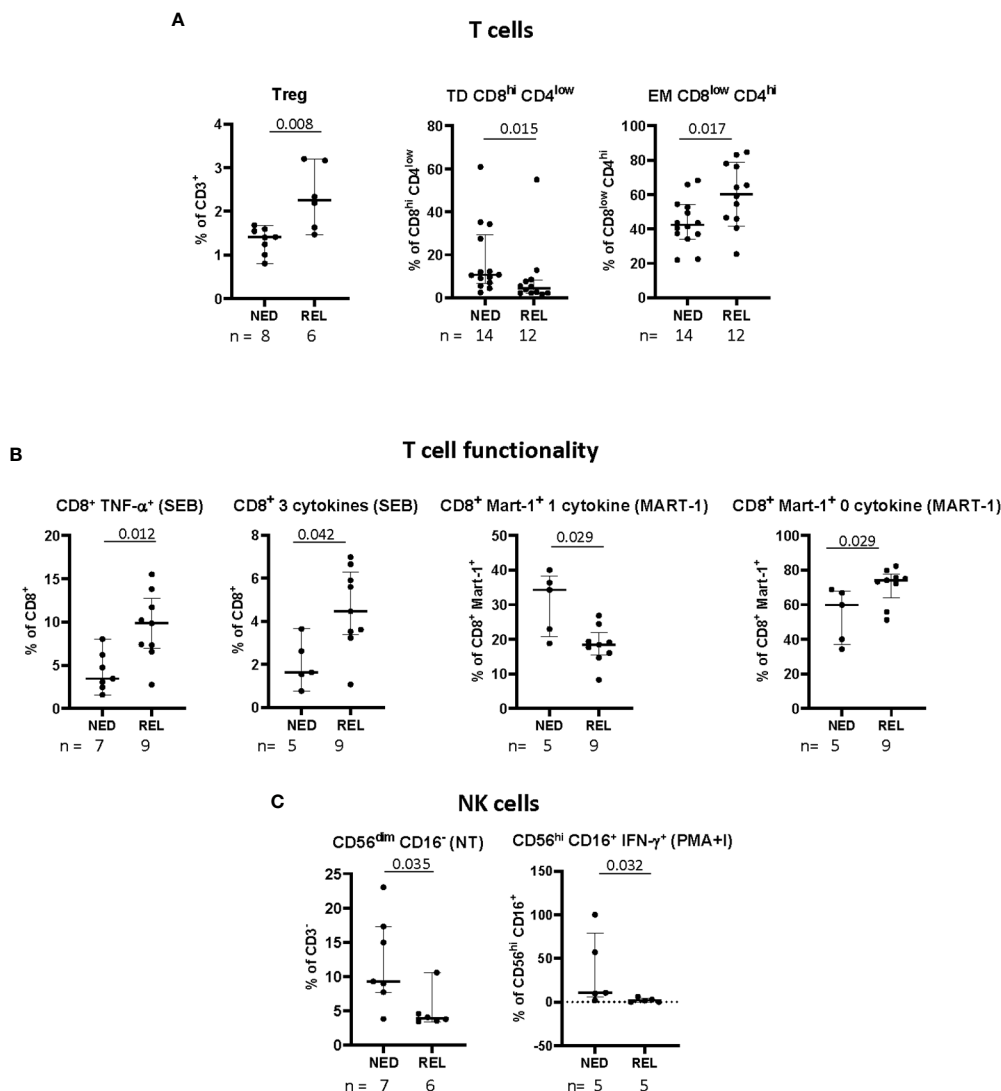 A
T cells
Treg
TD CD8hi CD4low
EM CD8low CD4hi
0.008
0.015
0.017
% of CD3+
4
3
2
1
0
% of CD8hi CD4low
80
60
40
20
0
% of CD8low CD4hi
100
80
60
40
20
0
NED REL
NED REL
NED REL
n = 8 6
n= 14 12
n = 14 12
B
T cell functionality
CD8+ TNF-α+ (SEB)
CD8+ 3 cytokines (SEB)
CD8+ Mart-1+ 1 cytokine (MART-1)
CD8+ Mart-1+ 0 cytokine (MART-1)
0.012
0.042
0.029
0.029
% of CD8+
20
15
10
5
0
% of CD8+
8
6
4
2
0
% of CD8+ Mart-1+
50
40
30
20
10
0
% of CD8+ Mart-1+
100
80
60
40
20
0
NED REL
NED REL
NED REL
NED REL
n = 7 9
n = 5 9
n= 5 9
n= 5 9
C
NK cells
CD56dim CD16- (NT)
CD56hi CD16+ IFN-γ+ (PMA+I)
0.035
0.032
% of CD3-
25
20
15
10
5
0
% of CD56hi CD16+
150
100
50
0
-50
NED REL
NED REL
n = 7 6
n= 5 5